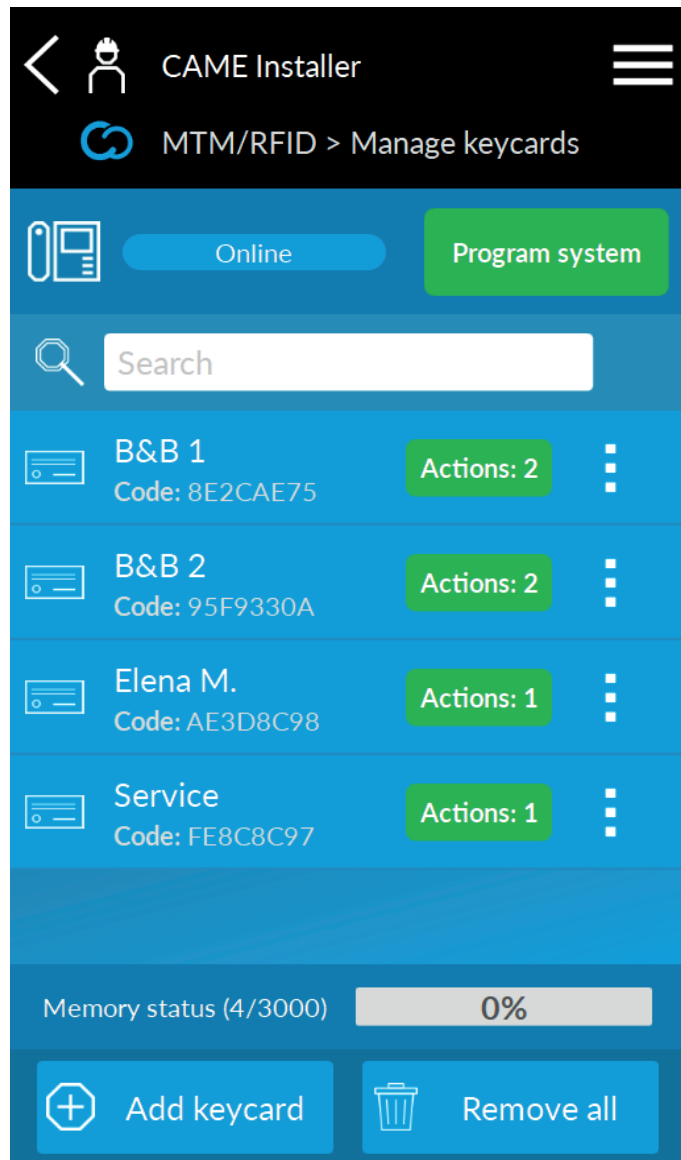 CAME Installer
MTM/RFID > Manage keycards
Online
Program system
Search
B&B 1
Code: 8E2CAE75
Actions: 2
B&B 2
Code: 95F9330A
Actions: 2
Elena M.
Code: AE3D8C98
Actions: 1
Service
Code: FE8C8C97
Actions: 1
Memory status (4/3000)
0%
Add keycard
Remove all